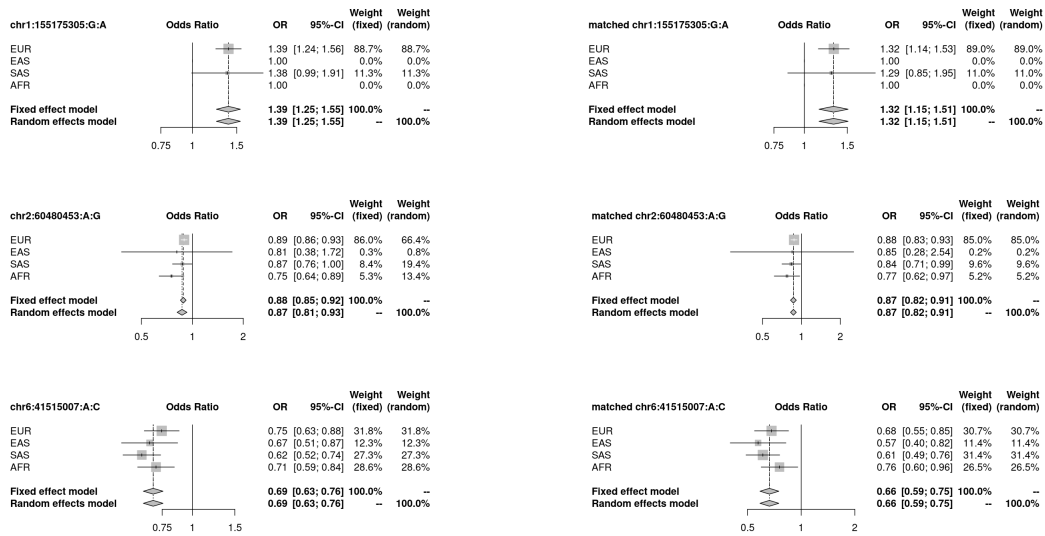 chr1:155175305:G:A Odds Ratio OR 95%-CI Weight (fixed) Weight (random)
EUR 1.39 [1.24; 1.56] 88.7% 88.7%
EAS 1.00 0.0% 0.0%
SAS 1.38 [0.99; 1.91] 11.3% 11.3%
AFR 1.00 0.0% 0.0%
Fixed effect model 1.39 [1.25; 1.55] 100.0% --
Random effects model 1.39 [1.25; 1.55] -- 100.0%
0.75 1 1.5
matched chr1:155175305:G:A Odds Ratio OR 95%-CI Weight (fixed) Weight (random)
EUR 1.32 [1.14; 1.53] 89.0% 89.0%
EAS 1.00 0.0% 0.0%
SAS 1.29 [0.85; 1.95] 11.0% 11.0%
AFR 1.00 0.0% 0.0%
Fixed effect model 1.32 [1.15; 1.51] 100.0% --
Random effects model 1.32 [1.15; 1.51] -- 100.0%
0.75 1 1.5
chr2:60480453:A:G Odds Ratio OR 95%-CI Weight (fixed) Weight (random)
EUR 0.89 [0.86; 0.93] 86.0% 66.4%
EAS 0.81 [0.38; 1.72] 0.3% 0.8%
SAS 0.87 [0.76; 1.00] 8.4% 19.4%
AFR 0.75 [0.64; 0.89] 5.3% 13.4%
Fixed effect model 0.88 [0.85; 0.92] 100.0% --
Random effects model 0.87 [0.81; 0.93] -- 100.0%
0.5 1 2
matched chr2:60480453:A:G Odds Ratio OR 95%-CI Weight (fixed) Weight (random)
EUR 0.88 [0.83; 0.93] 85.0% 85.0%
EAS 0.85 [0.28; 2.54] 0.2% 0.2%
SAS 0.84 [0.71; 0.99] 9.6% 9.6%
AFR 0.77 [0.62; 0.97] 5.2% 5.2%
Fixed effect model 0.87 [0.82; 0.91] 100.0% --
Random effects model 0.87 [0.82; 0.91] -- 100.0%
0.5 1 2
chr6:41515007:A:C Odds Ratio OR 95%-CI Weight (fixed) Weight (random)
EUR 0.75 [0.63; 0.88] 31.8% 31.8%
EAS 0.67 [0.51; 0.87] 12.3% 12.3%
SAS 0.62 [0.52; 0.74] 27.3% 27.3%
AFR 0.71 [0.59; 0.84] 28.6% 28.6%
Fixed effect model 0.69 [0.63; 0.76] 100.0% --
Random effects model 0.69 [0.63; 0.76] -- 100.0%
0.75 1 1.5
matched chr6:41515007:A:C Odds Ratio OR 95%-CI Weight (fixed) Weight (random)
EUR 0.68 [0.55; 0.85] 30.7% 30.7%
EAS 0.57 [0.40; 0.82] 11.4% 11.4%
SAS 0.61 [0.49; 0.76] 31.4% 31.4%
AFR 0.76 [0.60; 0.96] 26.5% 26.5%
Fixed effect model 0.66 [0.59; 0.75] 100.0% --
Random effects model 0.66 [0.59; 0.75] -- 100.0%
0.5 1 2